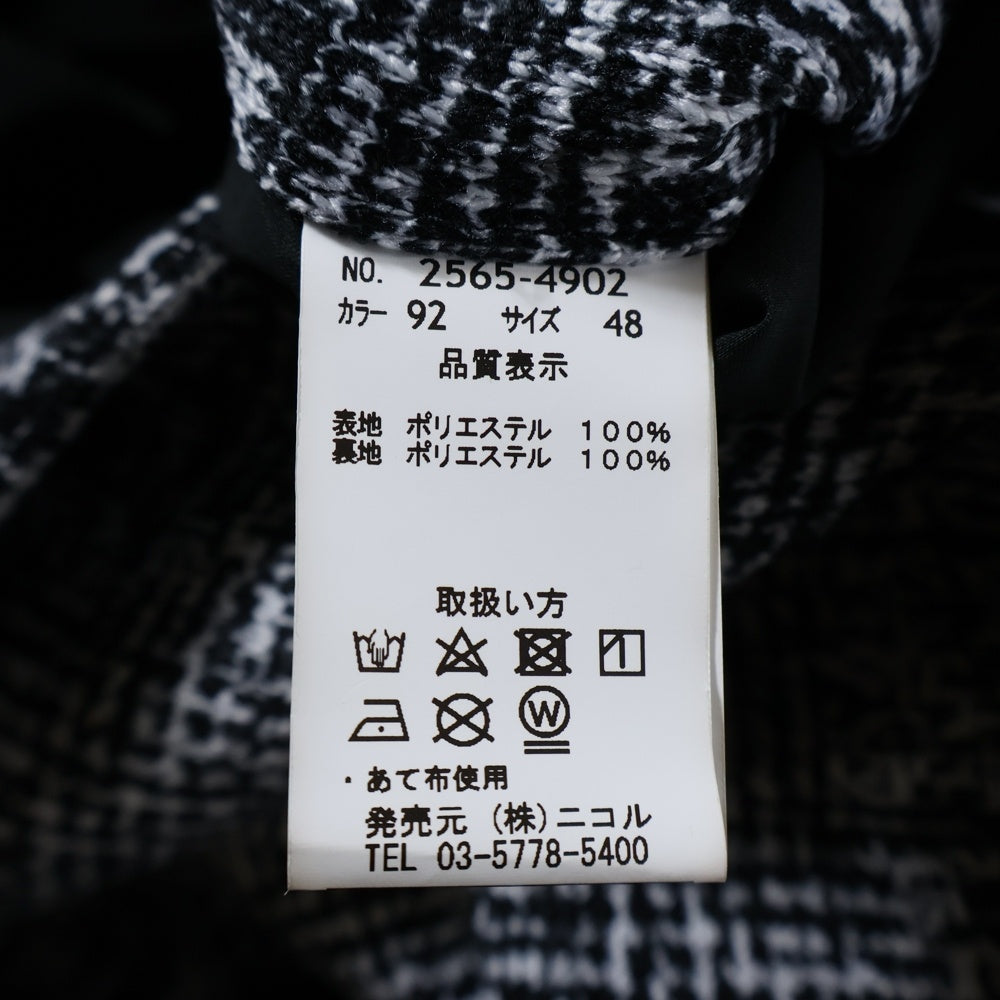 NO. 2565-4902
カラー 92 サイズ 48
品質表示
表地 ポリエステル 100%
裏地 ポリエステル 100%
取扱い方
W
・あて布使用
発売元 (株)ニコル
TEL 03-5778-5400